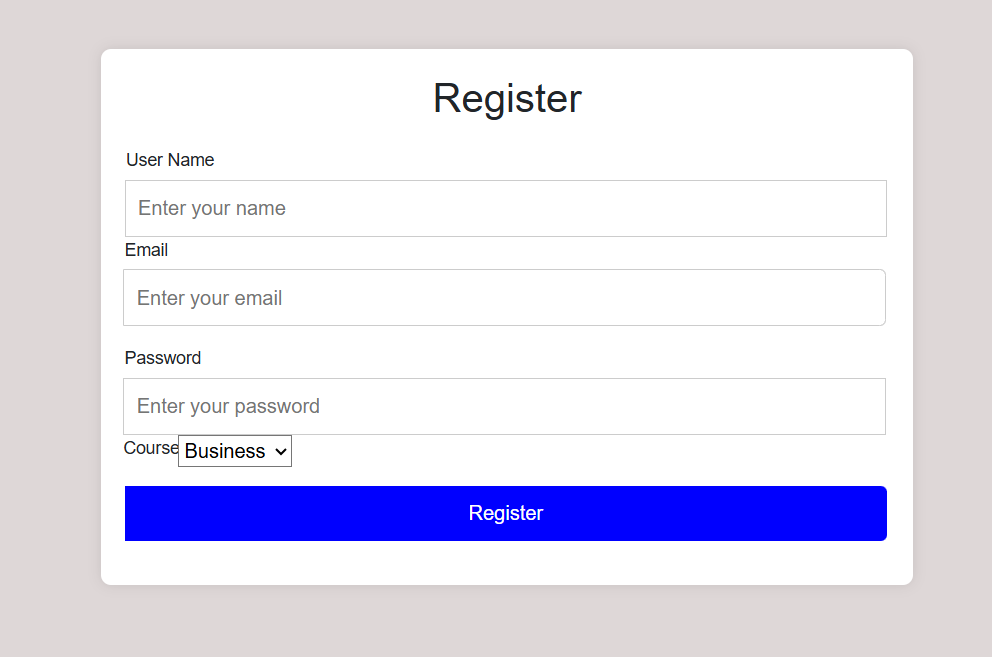 Register
User Name
Enter your name
Email
Enter your email
Password
Enter your password
Course Business
Register